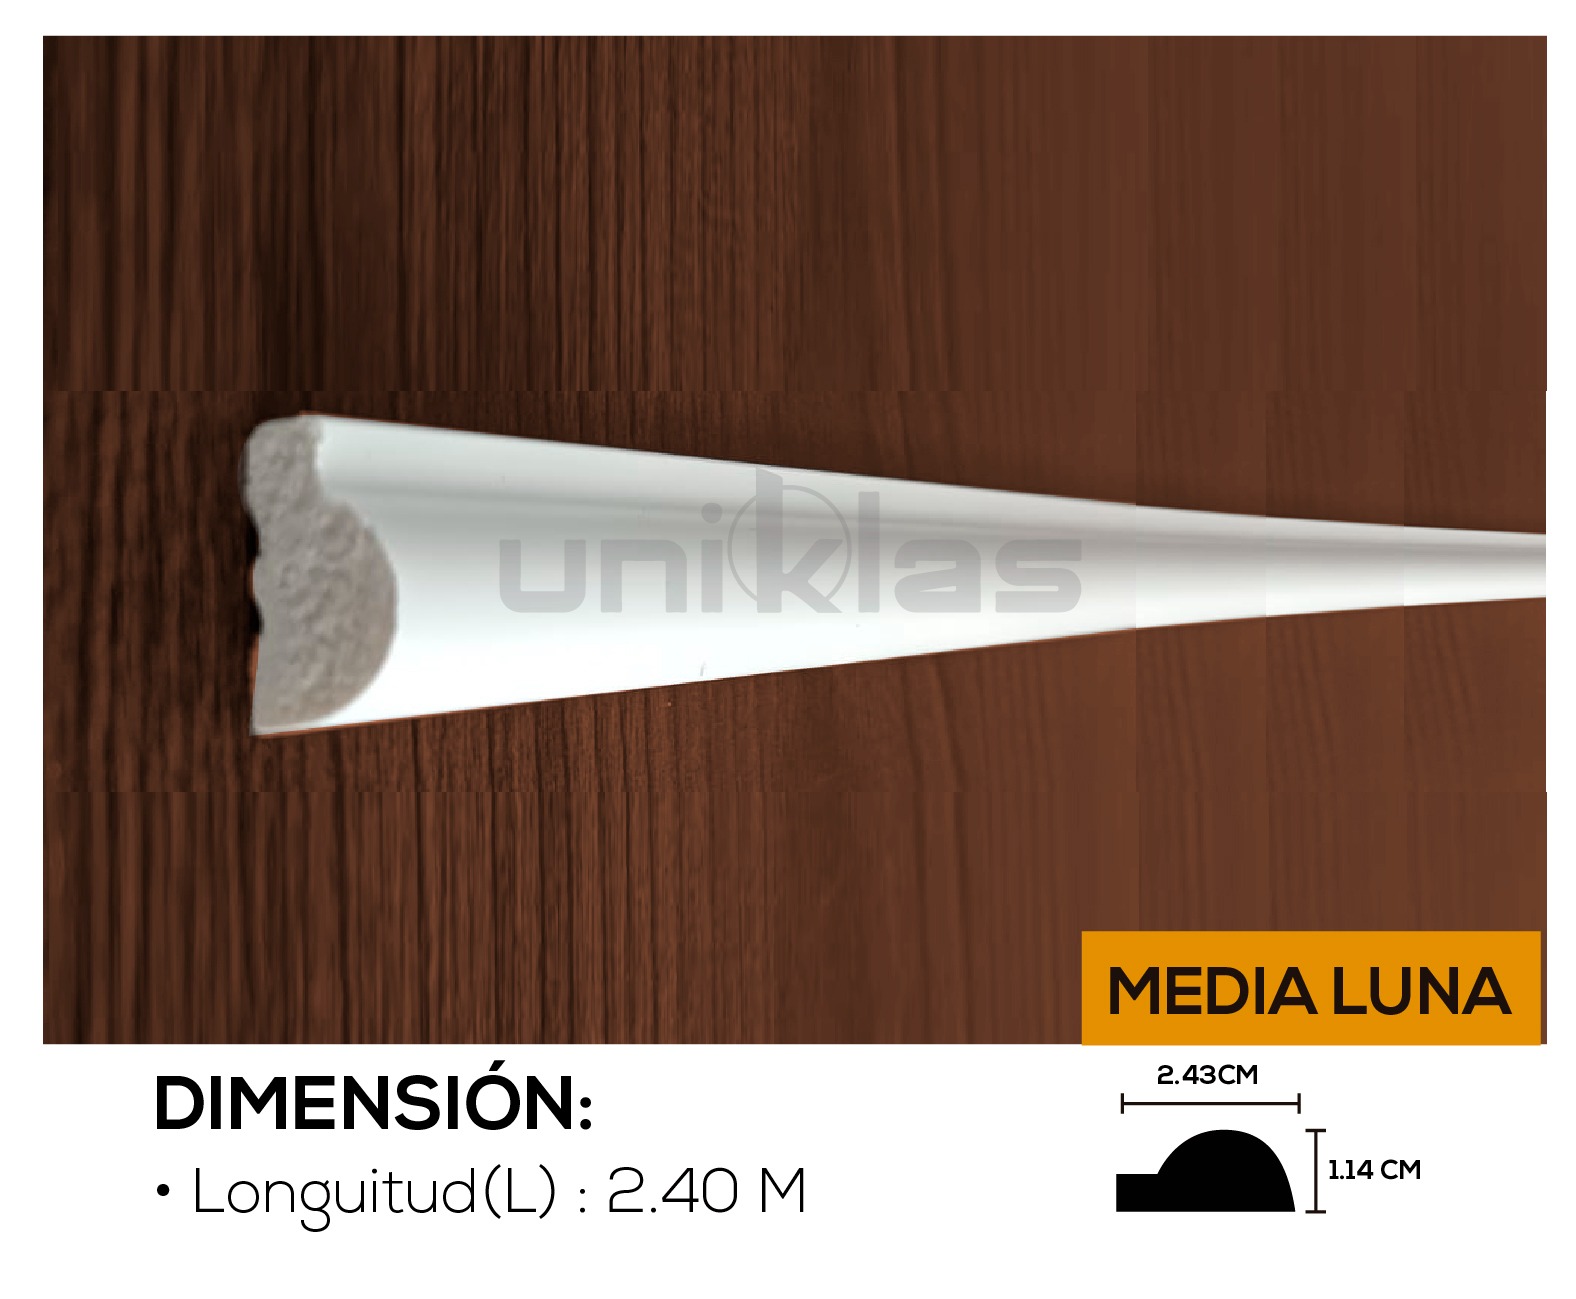 uniklas
MEDIA LUNA
DIMENSIÓN:
• Longuitud(L) : 2.40 M
2.43CM
1.14 CM